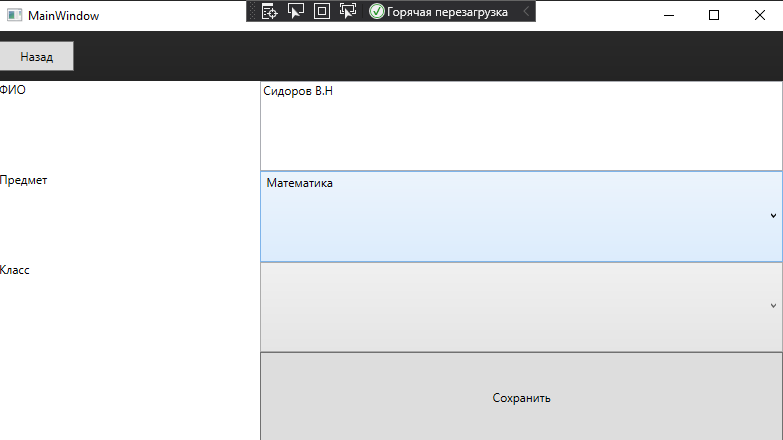 MainWindow
Горячая перезагрузка
Назад
ФИО
Сидоров В.Н
Предмет
Математика
Класс
Сохранить